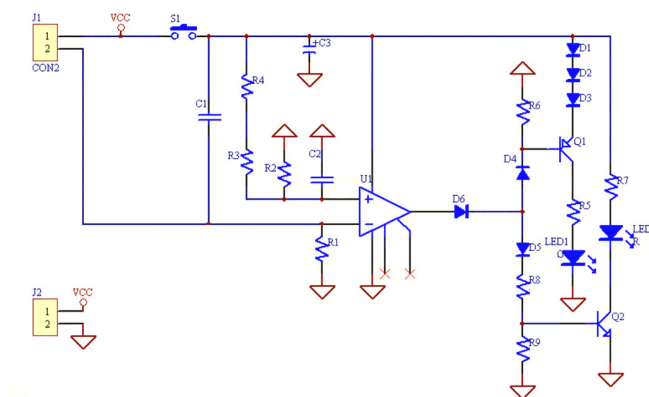 J1
VCC
S1
1
2
CON2
+C3
D1
D2
D3
R4
C1
R6
Q1
R3
R2
C2
D4
U1
R7
D6
R5
LED
R
R1
D5
LED1
G
R8
J2
VCC
1
2
Q2
R9